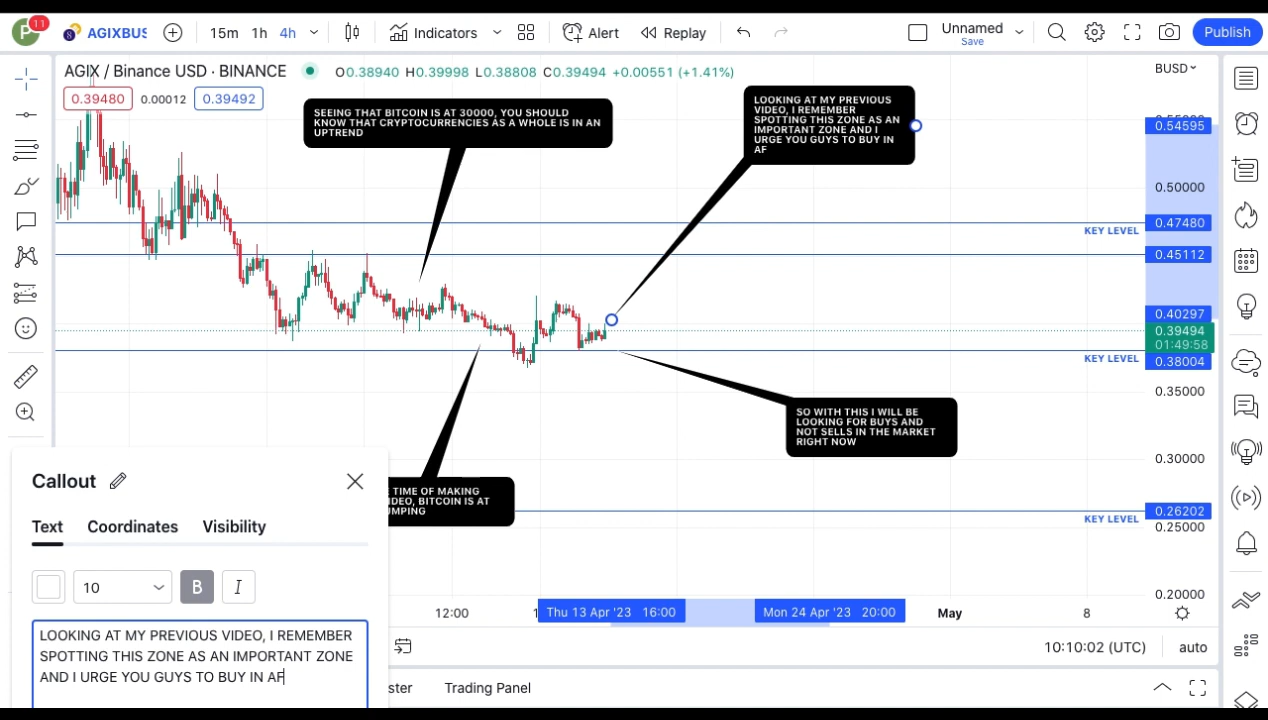 P 11
AGIXBUS
15m 1h 4h
Indicators
Alert
Replay
Unnamed
Save
Publish
AGIX / Binance USD · BINANCE
O0.38940 H0.39998 L0.38808 C0.39494 +0.00551 (+1.41%)
BUSD
0.39480 0.00012 0.39492
SEEING THAT BITCOIN IS AT 30000, YOU SHOULD
KNOW THAT CRYPTOCURRENCIES AS A WHOLE IS IN AN
UPTREND
LOOKING AT MY PREVIOUS
VIDEO, I REMEMBER
SPOTTING THIS ZONE AS AN
IMPORTANT ZONE AND I
URGE YOU GUYS TO BUY IN
AF
0.54595
0.50000
0.47480
KEY LEVEL
0.45112
0.40297
0.39494
01:49:58
KEY LEVEL
0.38004
0.35000
SO WITH THIS I WILL BE
LOOKING FOR BUYS AND
NOT SELLS IN THE MARKET
RIGHT NOW
0.30000
TIME OF MAKING
IDEO, BITCOIN IS AT
UMPING
0.26202
KEY LEVEL
0.25000
0.20000
Callout
Text Coordinates Visibility
10 B I
LOOKING AT MY PREVIOUS VIDEO, I REMEMBER
SPOTTING THIS ZONE AS AN IMPORTANT ZONE
AND I URGE YOU GUYS TO BUY IN AF
12:00
Thu 13 Apr '23 16:00
Mon 24 Apr '23 20:00
May
8
10:10:02 (UTC)
auto
ster
Trading Panel